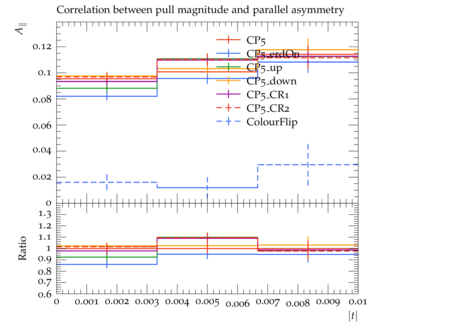 Correlation between pull magnitude and parallel asymmetry
A∥
0.12
0.1
0.08
0.06
0.04
0.02
0
CP5
CP5_erdOn
CP5_up
CP5_down
CP5_CR1
CP5_CR2
ColourFlip
Ratio
1.3
1.2
1.1
1
0.9
0.8
0.7
0.6
0 0.001 0.002 0.003 0.004 0.005 0.006 0.007 0.008 0.009 0.01
|t|